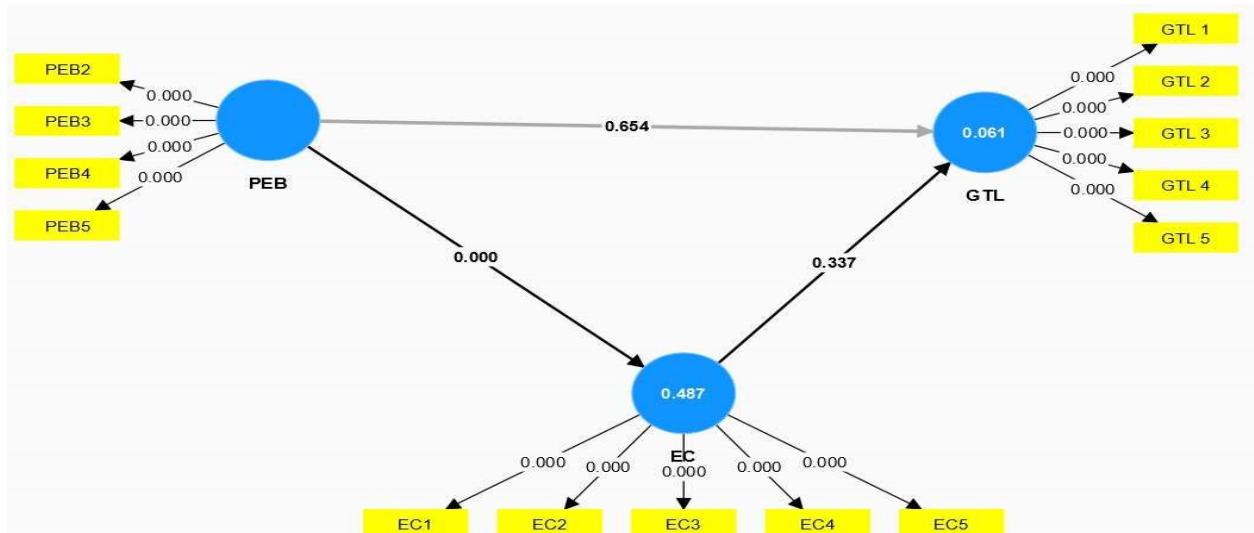 GTL 1
PEB2
0.000
GTL 2
0.000
0.000
PEB3
0.000
0.654
0.061
0.000
GTL 3
0.000
0.000
PEB4
0.000
PEB
GTL
0.000
GTL 4
PEB5
GTL 5
0.000
0.337
0.487
EC
0.000
0.000
0.000
0.000
0.000
EC1
EC2
EC3
EC4
EC5